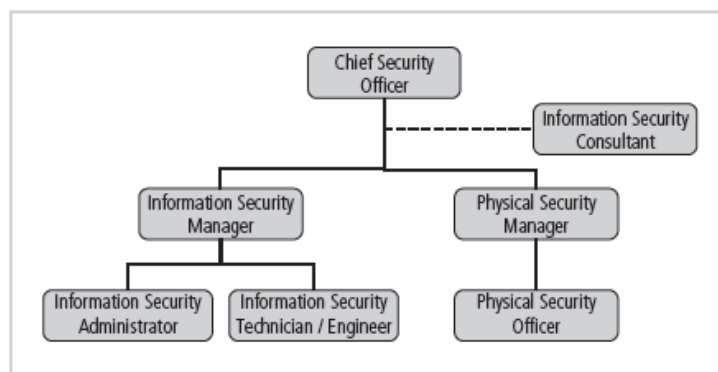 Chief Security
Officer
Information Security
Consultant
Information Security
Manager
Physical Security
Manager
Information Security
Administrator
Information Security
Technician / Engineer
Physical Security
Officer